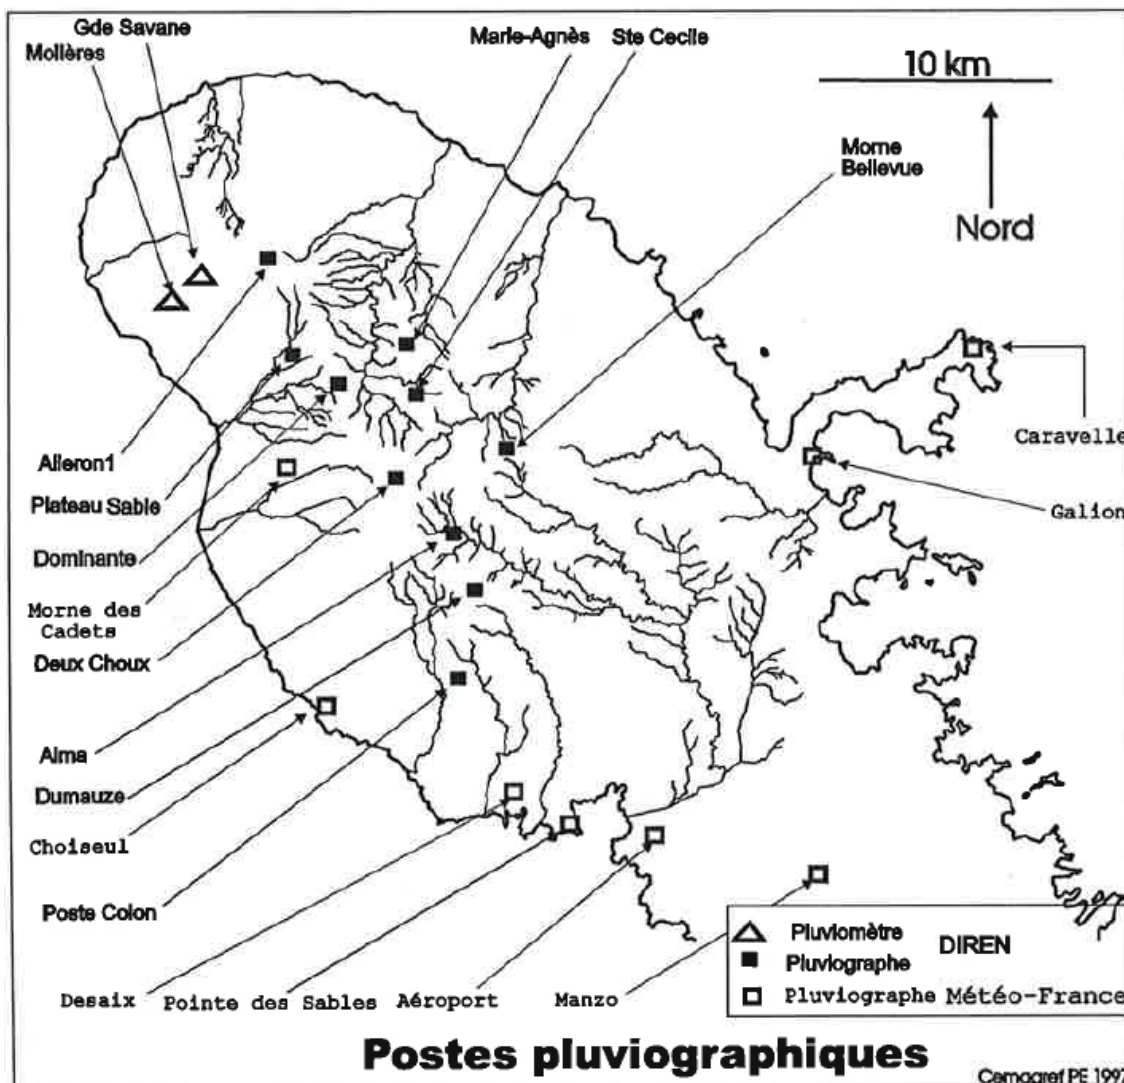 Gde Savane
Molières
Marie-Agnès
Ste Cecile
10 km
Morne
Bellevue
Nord
Caravelle
Galion
Aileron1
Plateau Sable
Dominante
Morne des
Cadets
Deux Choux
Alma
Dumauze
Choiseul
Poste Colon
Desaix
Pointe des Sables
Aéroport
Manzo
Pluviomètre
DIREN
Pluviographe
Pluviographe Météo-France
Postes pluviographiques
Cemagref PE 1997